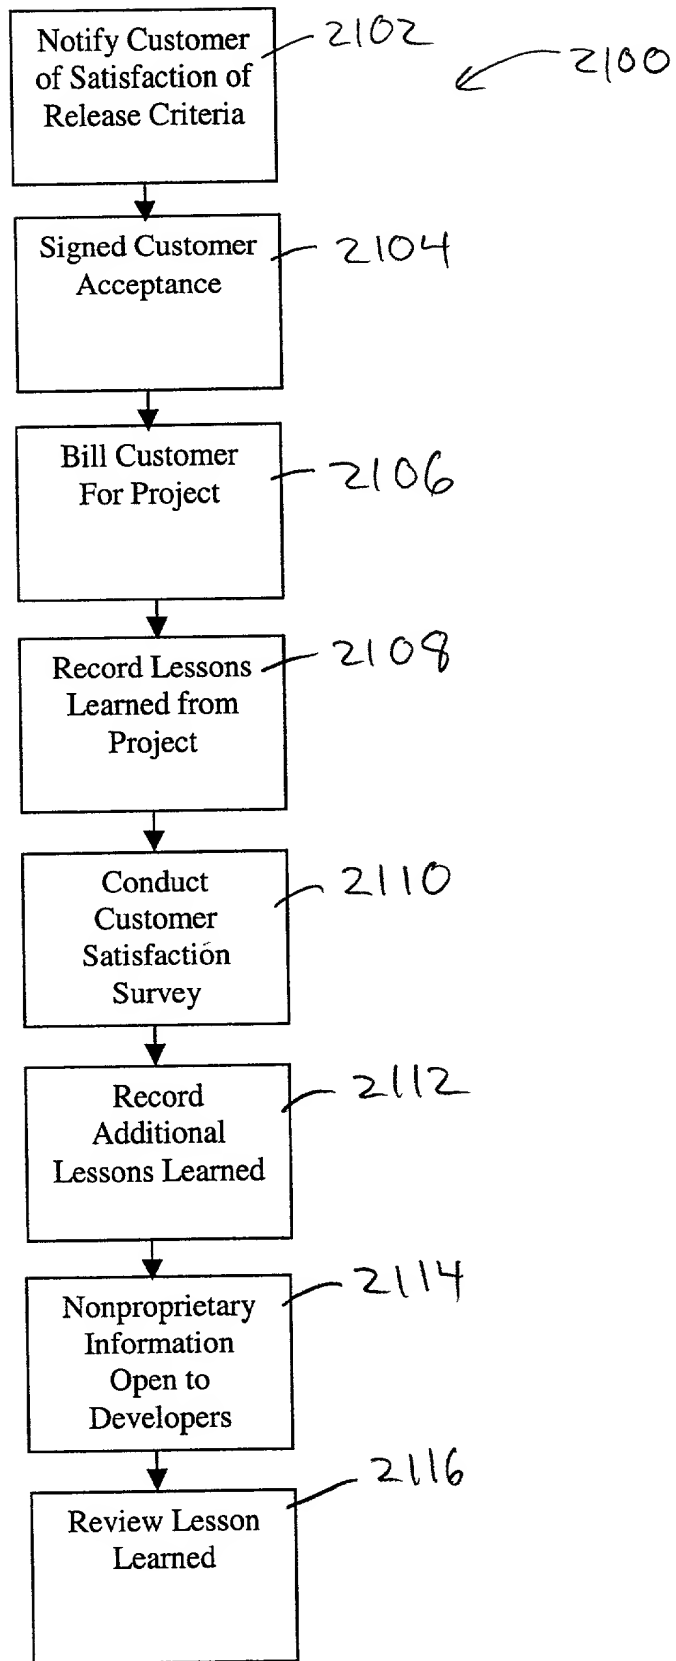 Notify Customer
of Satisfaction of
Release Criteria
2102
2100
Signed Customer
Acceptance
2104
Bill Customer
For Project
2106
Record Lessons
Learned from
Project
2108
Conduct
Customer
Satisfaction
Survey
2110
Record
Additional
Lessons Learned
2112
Nonproprietary
Information
Open to
Developers
2114
Review Lesson
Learned
2116